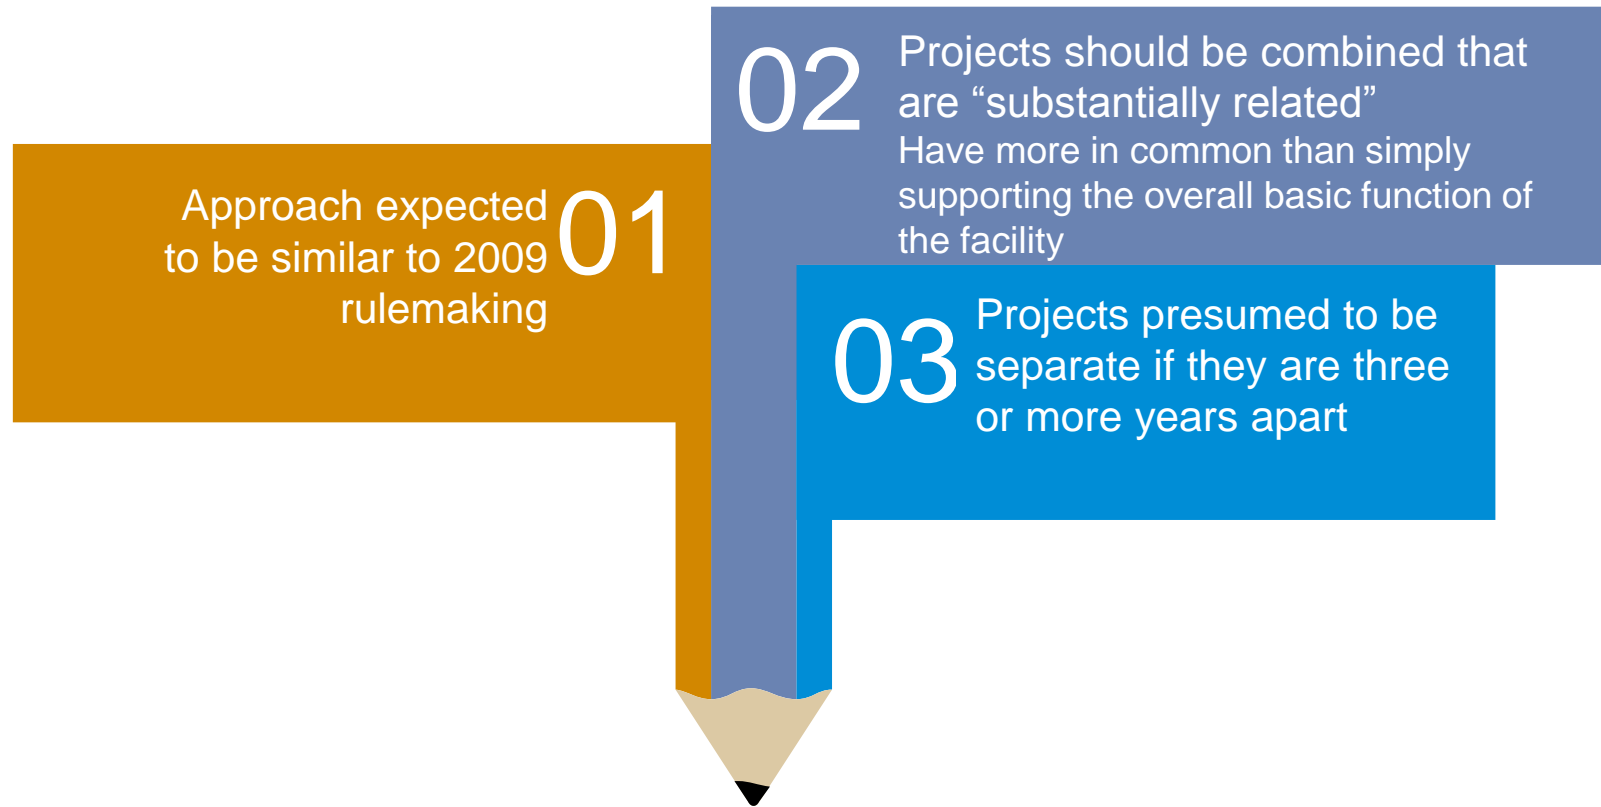 01
Approach expected
to be similar to 2009
rulemaking
02
Projects should be combined that
are “substantially related”
Have more in common than simply
supporting the overall basic function of
the facility
03
Projects presumed to be
separate if they are three
or more years apart